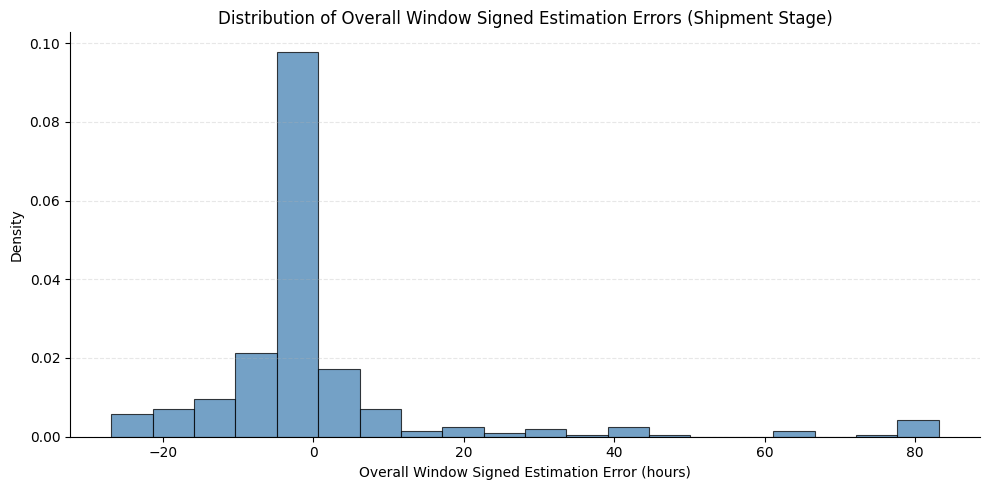 Distribution of Overall Window Signed Estimation Errors (Shipment Stage)
0.10
0.08
0.06
0.04
0.02
0.00
Density
−20 0 20 40 60 80
Overall Window Signed Estimation Error (hours)